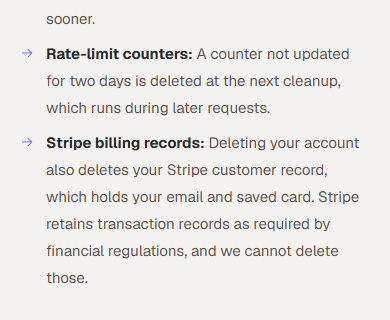 sooner.
→ Rate-limit counters: A counter not updated
for two days is deleted at the next cleanup,
which runs during later requests.
→ Stripe billing records: Deleting your account
also deletes your Stripe customer record,
which holds your email and saved card. Stripe
retains transaction records as required by
financial regulations, and we cannot delete
those.